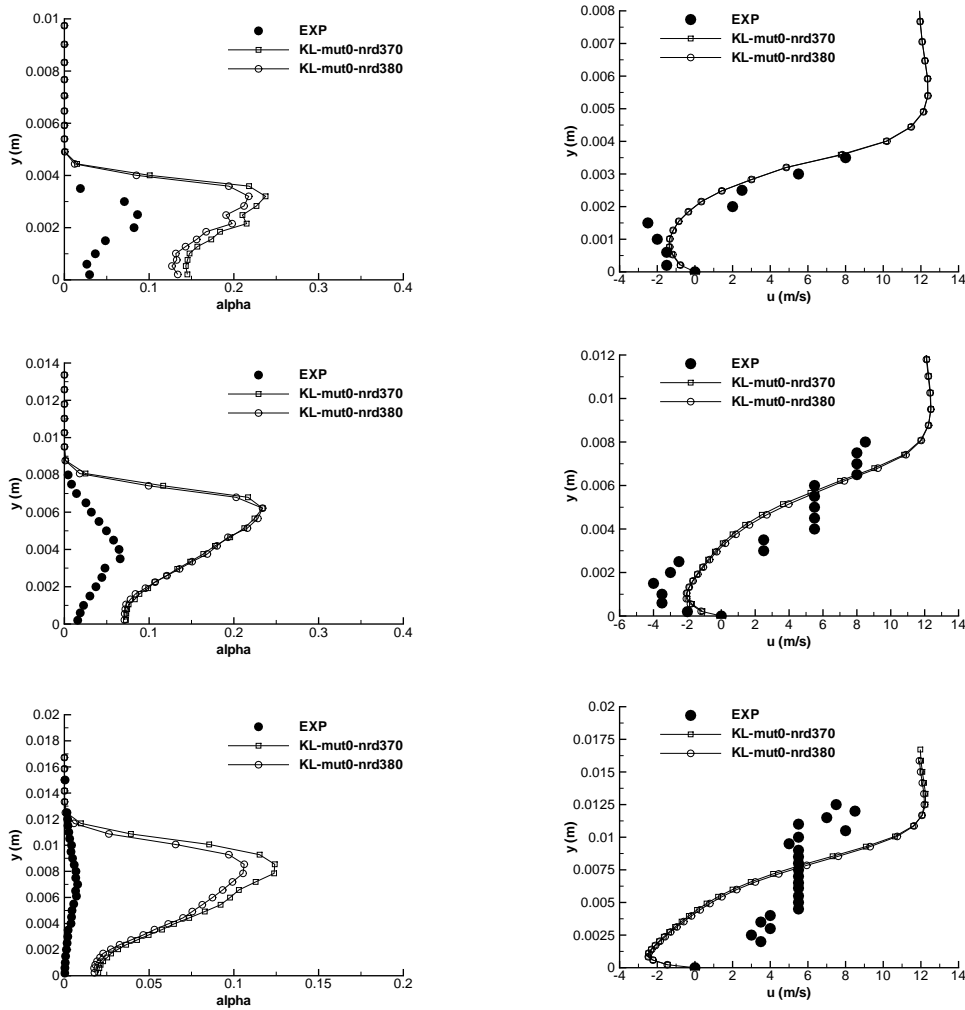 0.01
EXP
KL-mut0-nrd370
KL-mut0-nrd380
0.008
0.006
y (m)
0.004
0.002
0
0 0.1 0.2 0.3 0.4
alpha
0.008
EXP
KL-mut0-nrd370
KL-mut0-nrd380
0.007
0.006
0.005
y (m)
0.004
0.003
0.002
0.001
0
-4 -2 0 2 4 6 8 10 12 14
u (m/s)
0.014
EXP
KL-mut0-nrd370
KL-mut0-nrd380
0.012
0.01
0.008
y (m)
0.006
0.004
0.002
0
0 0.1 0.2 0.3 0.4
alpha
0.012
EXP
KL-mut0-nrd370
KL-mut0-nrd380
0.01
0.008
y (m)
0.006
0.004
0.002
0
-6 -4 -2 0 2 4 6 8 10 12 14
u (m/s)
0.02
EXP
KL-mut0-nrd370
KL-mut0-nrd380
0.018
0.016
0.014
0.012
y (m)
0.01
0.008
0.006
0.004
0.002
0
0 0.05 0.1 0.15 0.2
alpha
0.02
EXP
KL-mut0-nrd370
KL-mut0-nrd380
0.0175
0.015
0.0125
y (m)
0.01
0.0075
0.005
0.0025
0
-4 -2 0 2 4 6 8 10 12 14
u (m/s)